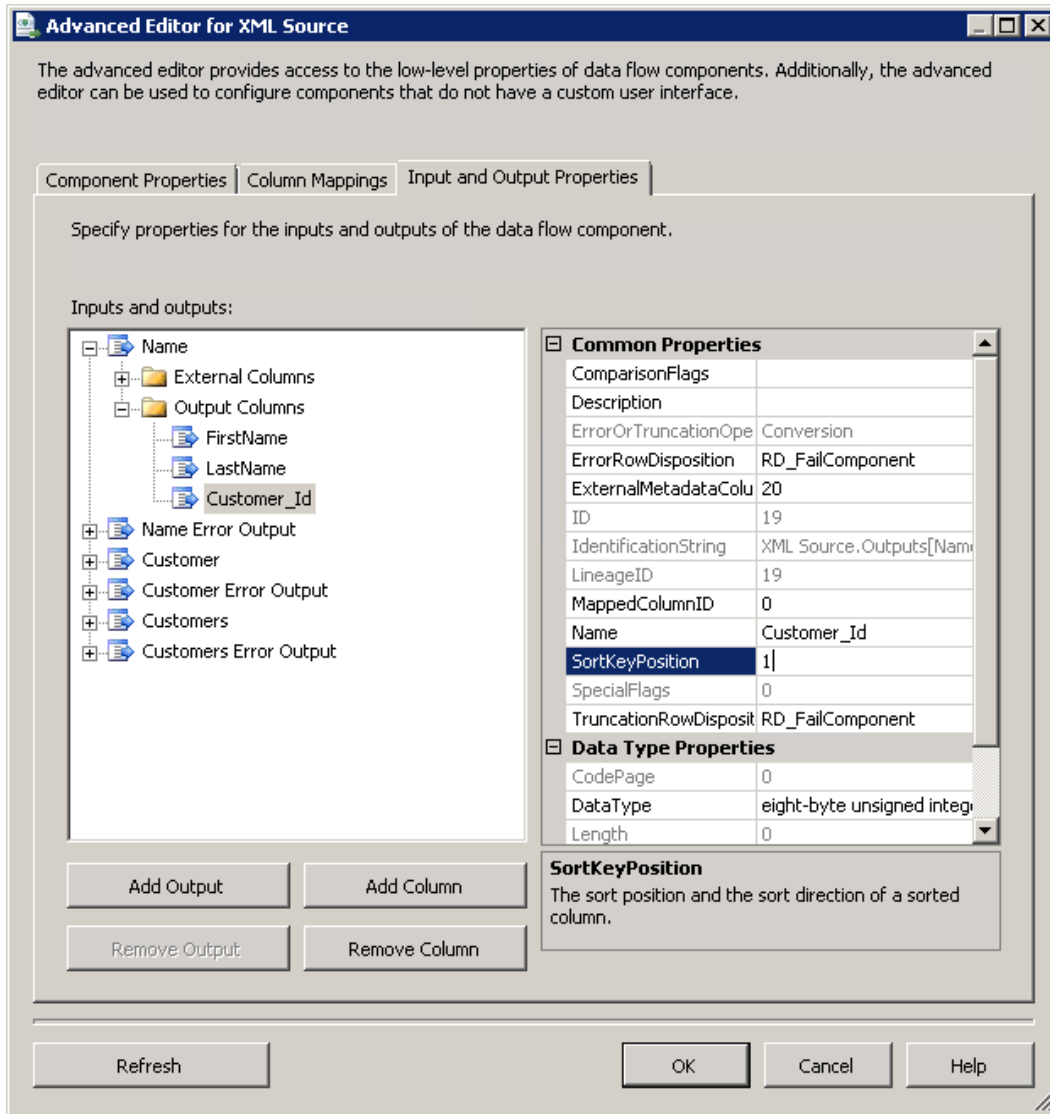 Advanced Editor for XML Source
The advanced editor provides access to the low-level properties of data flow components. Additionally, the advanced
editor can be used to configure components that do not have a custom user interface.
Component Properties
Column Mappings
Input and Output Properties
Specify properties for the inputs and outputs of the data flow component.
Inputs and outputs:
Name
External Columns
Output Columns
FirstName
LastName
Customer_Id
Name Error Output
Customer
Customer Error Output
Customers
Customers Error Output
Common Properties
ComparisonFlags
Description
ErrorOrTruncationOpe Conversion
ErrorRowDisposition RD_FailComponent
ExternalMetadataColu 20
ID 19
IdentificationString XML Source.Outputs[Nam
LineageID 19
MappedColumnID 0
Name Customer_Id
SortKeyPosition 1
SpecialFlags 0
TruncationRowDisposit RD_FailComponent
Data Type Properties
CodePage 0
DataType eight-byte unsigned integ
Length 0
SortKeyPosition
The sort position and the sort direction of a sorted
column.
Add Output
Add Column
Remove Output
Remove Column
Refresh
OK
Cancel
Help